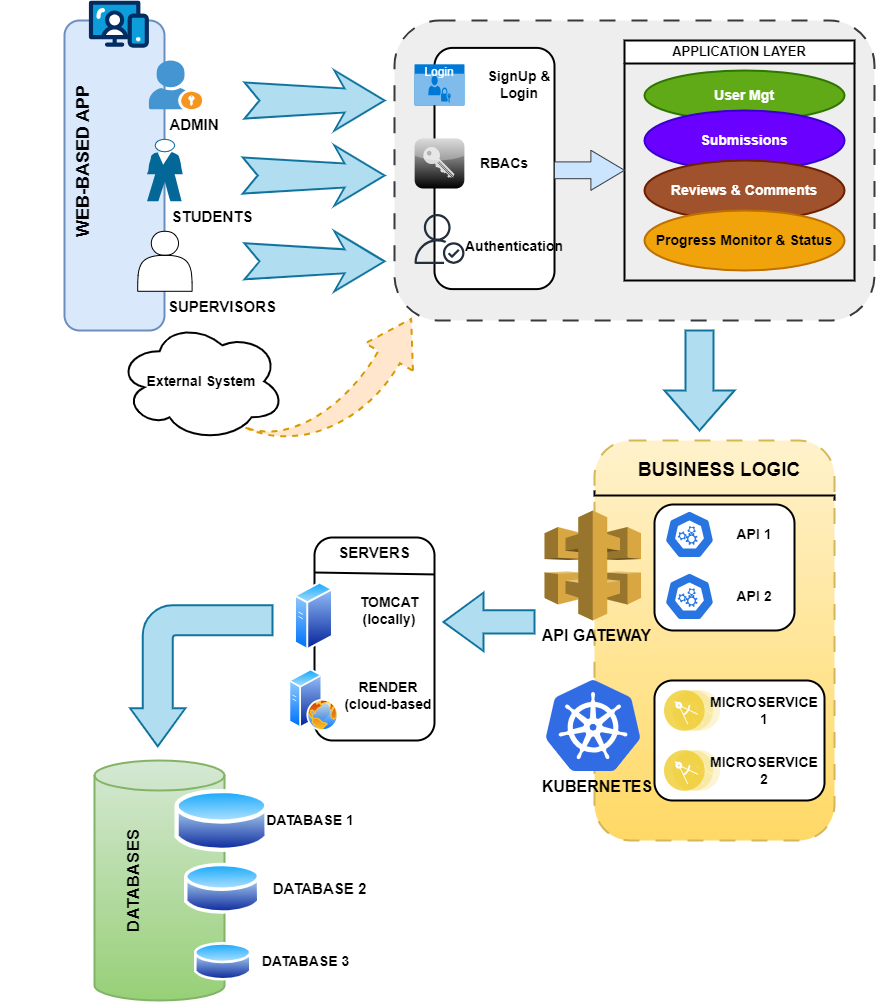 WEB-BASED APP
ADMIN
STUDENTS
SUPERVISORS
External System
Login
SignUp &
Login
RBACs
Authentication
APPLICATION LAYER
User Mgt
Submissions
Reviews & Comments
Progress Monitor & Status
BUSINESS LOGIC
API 1
API 2
API GATEWAY
MICROSERVICE
1
MICROSERVICE
2
KUBERNETES
SERVERS
TOMCAT
(locally)
RENDER
(cloud-based
DATABASES
DATABASE 1
DATABASE 2
DATABASE 3